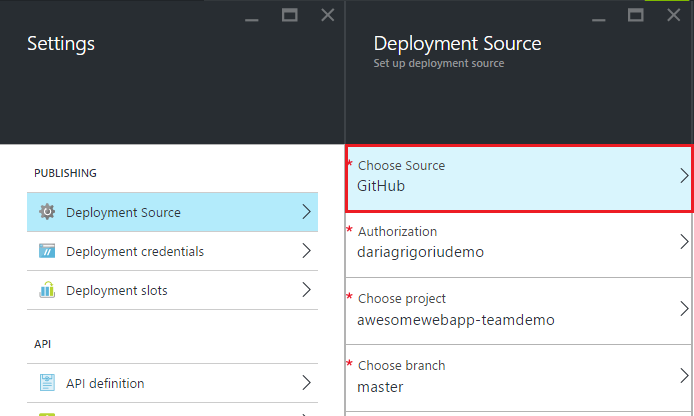 Settings
PUBLISHING
Deployment Source
Deployment credentials
Deployment slots
API
API definition
Deployment Source
Set up deployment source
* Choose Source
GitHub
* Authorization
dariagrigoriudemo
* Choose project
awesomewebapp-teamdemo
* Choose branch
master